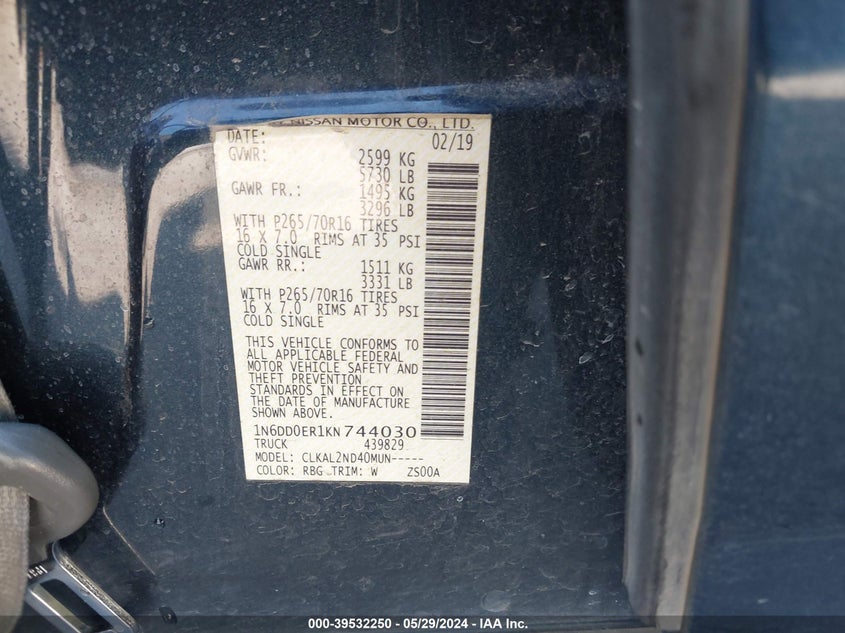 NISSAN MOTOR CO., LTD.
DATE: 02/19
GVWR: 2599 KG
5730 LB
GAWR FR.: 1495 KG
3296 LB
WITH P265/70R16 TIRES
16 X 7.0 RIMS AT 35 PSI
COLD SINGLE
GAWR RR.: 1511 KG
3331 LB
WITH P265/70R16 TIRES
16 X 7.0 RIMS AT 35 PSI
COLD SINGLE
THIS VEHICLE CONFORMS TO
ALL APPLICABLE FEDERAL
MOTOR VEHICLE SAFETY AND
THEFT PREVENTION
STANDARDS IN EFFECT ON
THE DATE OF MANUFACTURE
SHOWN ABOVE.
1N6DD0ER1KN744030
TRUCK 439829
MODEL: CLKAL2ND40MUN-----
COLOR: RBG TRIM: W ZS00A
000-39532250 - 05/29/2024 - IAA Inc.